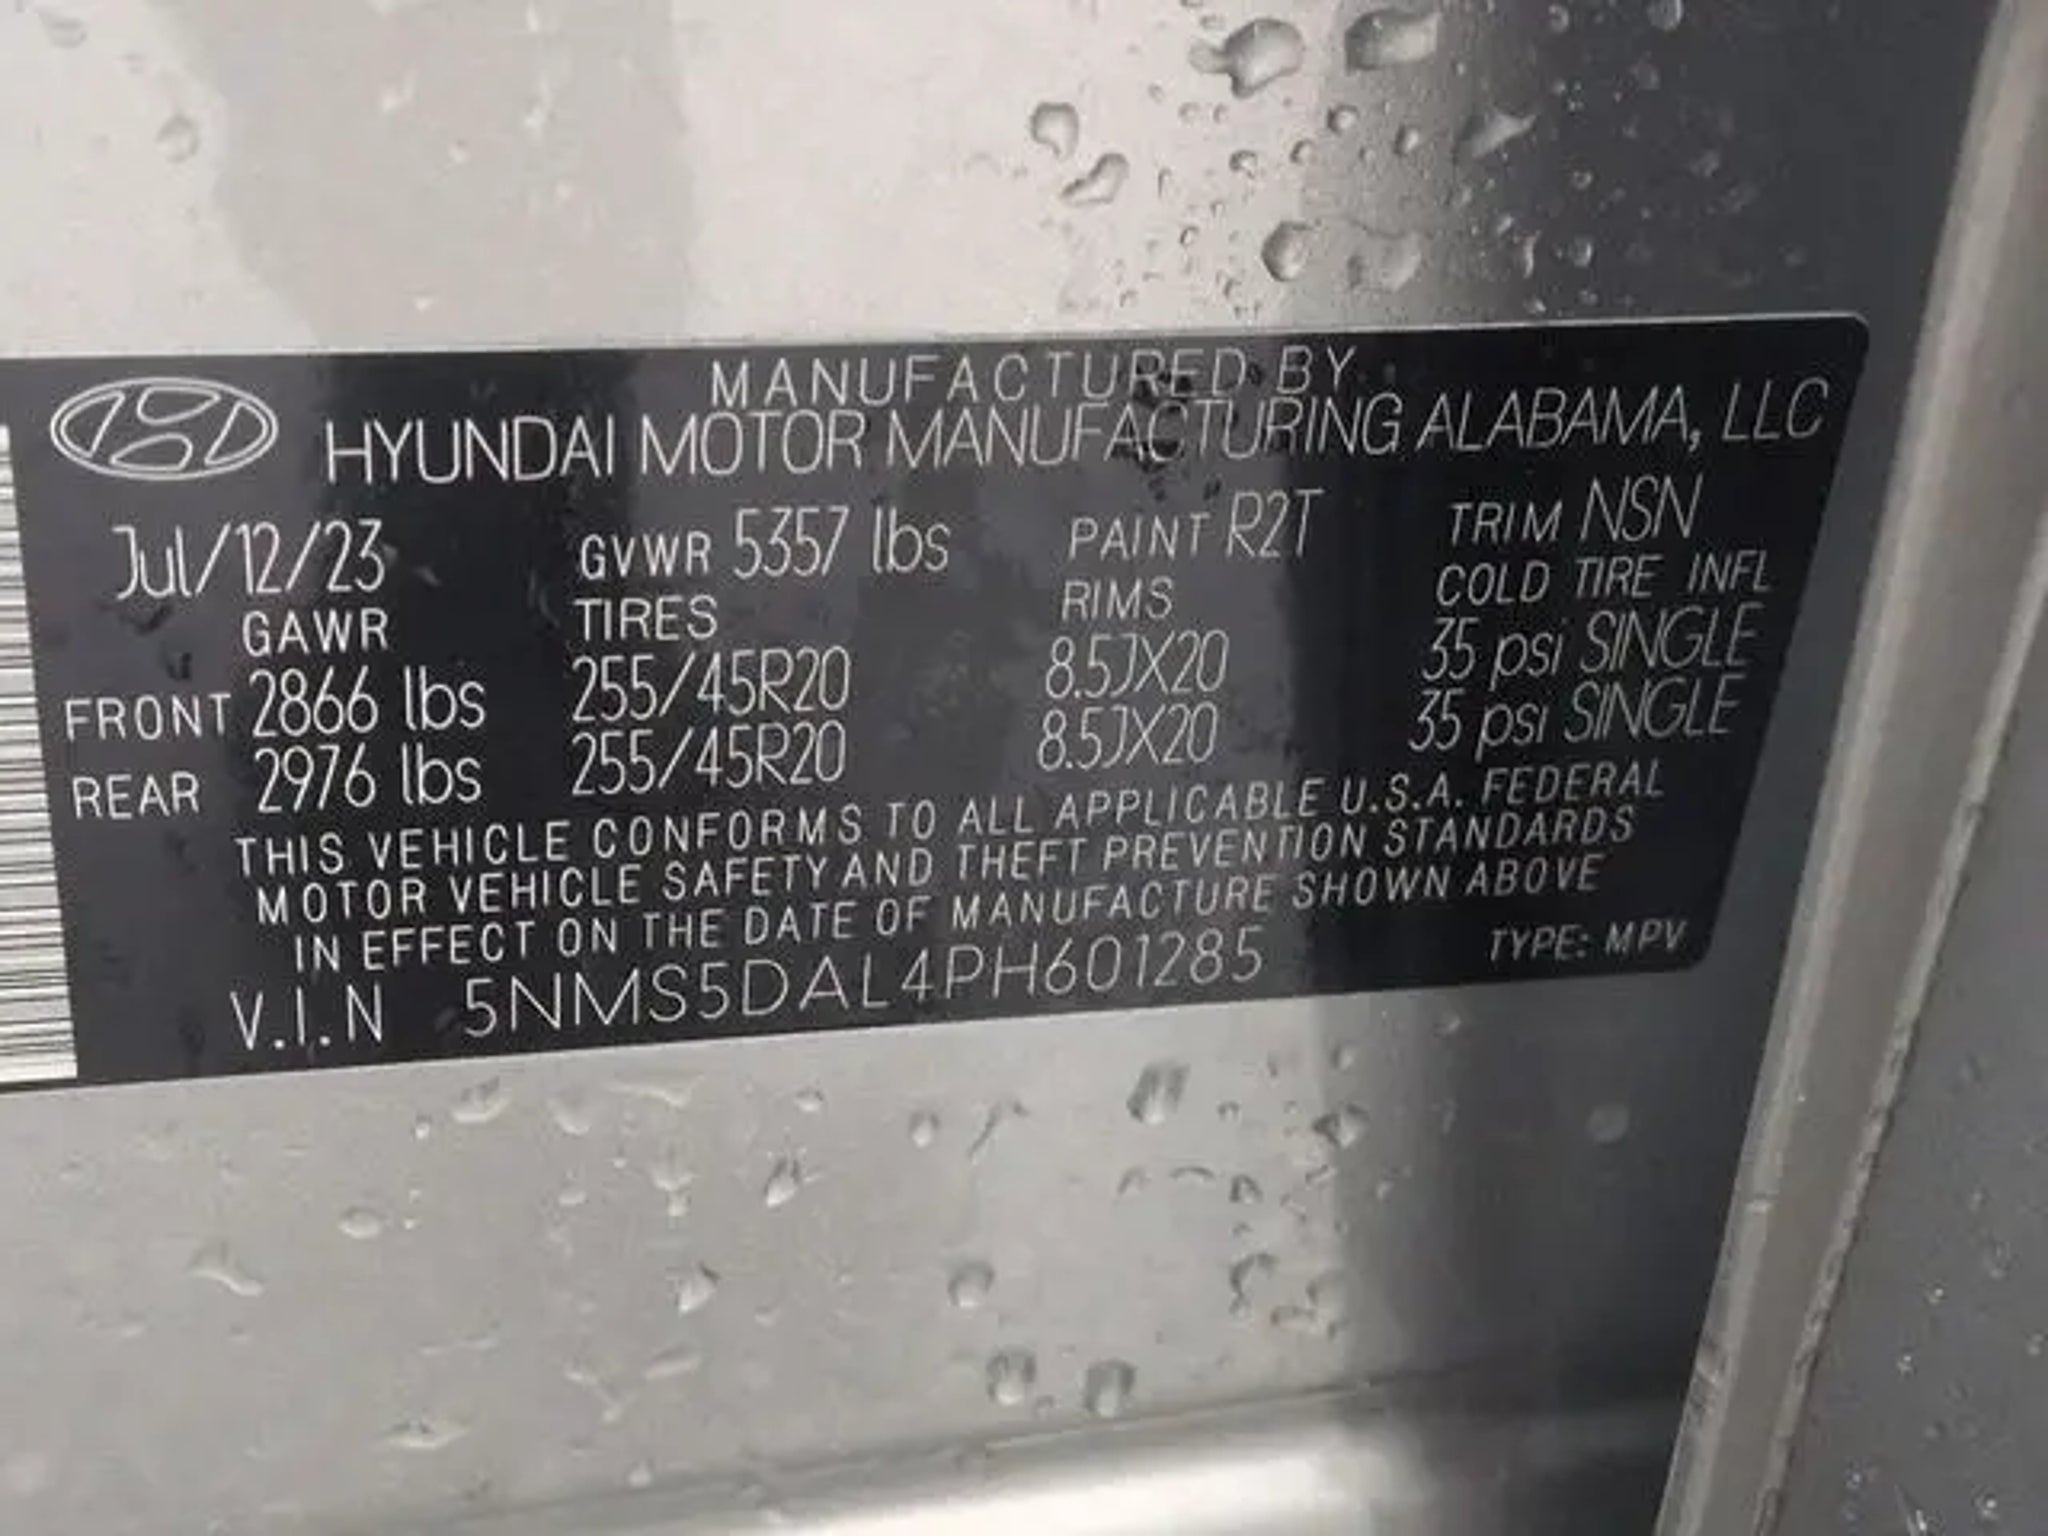 MANUFACTURED BY
HYUNDAI MOTOR MANUFACTURING ALABAMA, LLC
Jul/12/23 GVWR 5357 lbs PAINT R2T TRIM NSN
GAWR TIRES RIMS COLD TIRE INFL
FRONT 2866 lbs 255/45R20 8.5JX20 35 psi SINGLE
REAR 2976 lbs 255/45R20 8.5JX20 35 psi SINGLE
THIS VEHICLE CONFORMS TO ALL APPLICABLE U.S.A. FEDERAL
MOTOR VEHICLE SAFETY AND THEFT PREVENTION STANDARDS
IN EFFECT ON THE DATE OF MANUFACTURE SHOWN ABOVE
V.I.N 5NMS5DAL4PH601285 TYPE: MPV